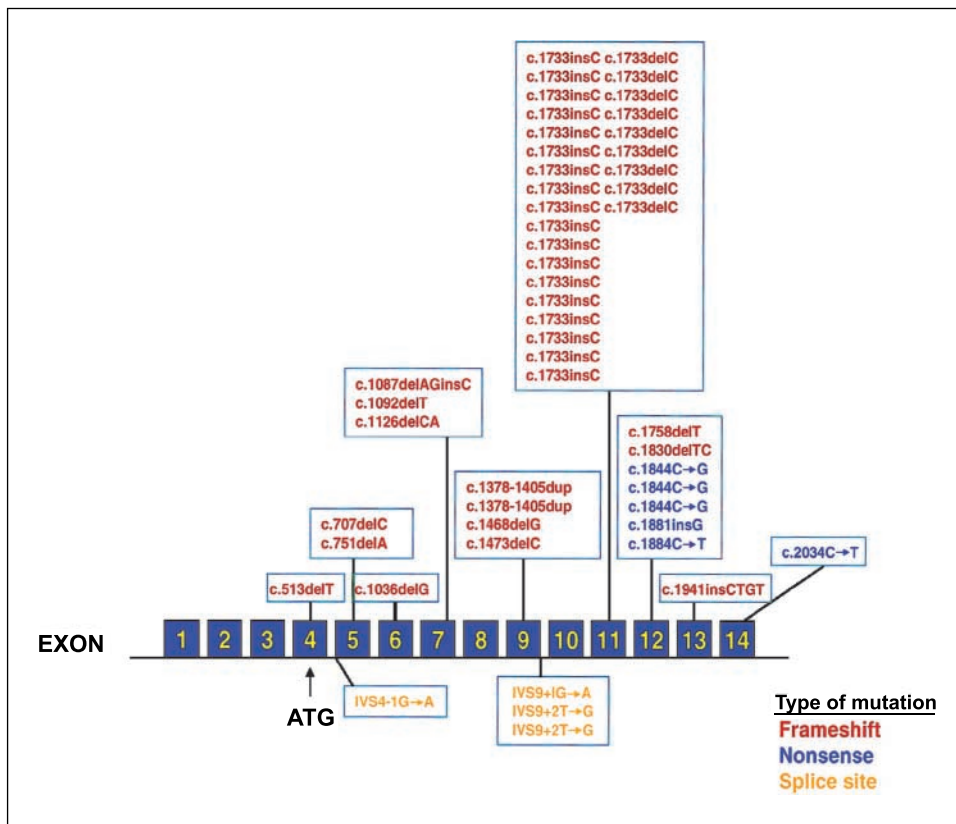 c.1733insC c.1733delC
c.1733insC c.1733delC
c.1733insC c.1733delC
c.1733insC c.1733delC
c.1733insC c.1733delC
c.1733insC c.1733delC
c.1733insC c.1733delC
c.1733insC c.1733delC
c.1733insC c.1733delC
c.1733insC
c.1733insC
c.1733insC
c.1733insC
c.1733insC
c.1733insC
c.1733insC
c.1733insC
c.1733insC
c.1087delAGinsC
c.1092delT
c.1126delCA
c.1758delT
c.1830delTC
c.1844C→G
c.1844C→G
c.1844C→G
c.1881insG
c.1884C→T
c.1378-1405dup
c.1378-1405dup
c.1468delG
c.1473delC
c.707delC
c.751delA
c.2034C→T
c.513delT
c.1036delG
c.1941insCTGT
EXON
1 2 3 4 5 6 7 8 9 10 11 12 13 14
ATG
IVS4-1G→A
IVS9+IG→A
IVS9+2T→G
IVS9+2T→G
Type of mutation
Frameshift
Nonsense
Splice site